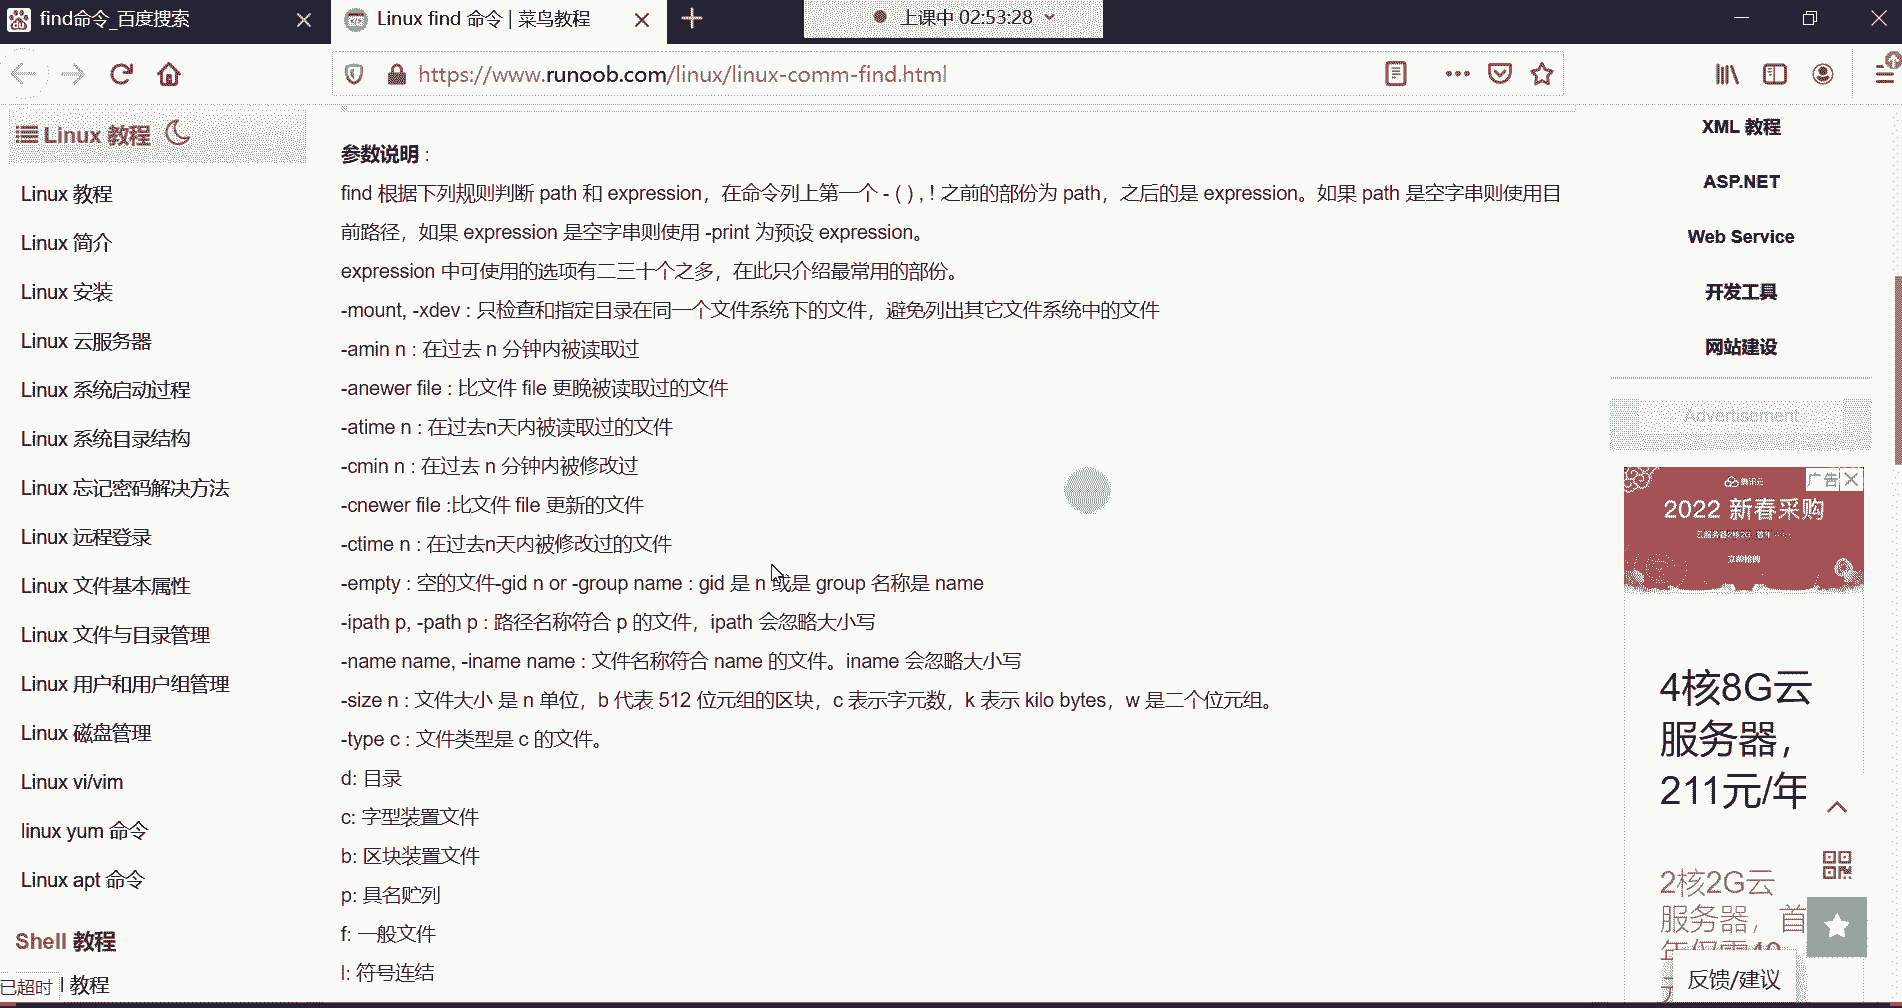 find命令_百度搜索
Linux find 命令 | 菜鸟教程
上课中 02:53:28
https://www.runoob.com/linux/linux-comm-find.html
Linux 教程
Linux 教程
Linux 简介
Linux 安装
Linux 云服务器
Linux 系统启动过程
Linux 系统目录结构
Linux 忘记密码解决方法
Linux 远程登录
Linux 文件基本属性
Linux 文件与目录管理
Linux 用户和用户组管理
Linux 磁盘管理
Linux vi/vim
linux yum 命令
Linux apt 命令
Shell 教程
已超时
l 教程
参数说明 :
find 根据下列规则判断 path 和 expression，在命令列上第一个 - ( ) , ! 之前的部份为 path，之后的是 expression。如果 path 是空字串则使用目
前路径，如果 expression 是空字串则使用 -print 为预设 expression。
expression 中可使用的选项有二三十个之多，在此只介绍最常用的部份。
-mount, -xdev : 只检查和指定目录在同一个文件系统下的文件，避免列出其它文件系统中的文件
-amin n : 在过去 n 分钟内被读取过
-anewer file : 比文件 file 更晚被读取过的文件
-atime n : 在过去n天内被读取过的文件
-cmin n : 在过去 n 分钟内被修改过
-cnewer file :比文件 file 更新的文件
-ctime n : 在过去n天内被修改过的文件
-empty : 空的文件-gid n or -group name : gid 是 n 或是 group 名称是 name
-ipath p, -path p : 路径名称符合 p 的文件，ipath 会忽略大小写
-name name, -iname name : 文件名称符合 name 的文件。iname 会忽略大小写
-size n : 文件大小 是 n 单位，b 代表 512 位元组的区块，c 表示字元数，k 表示 kilo bytes，w 是二个位元组。
-type c : 文件类型是 c 的文件。
d: 目录
c: 字型装置文件
b: 区块装置文件
p: 具名贮列
f: 一般文件
l: 符号连结
XML 教程
ASP.NET
Web Service
开发工具
网站建设
Advertisement
广告
腾讯云
2022 新春采购
4核8G云
服务器，
211元/年
2核2G云
服务器，首
反馈/建议